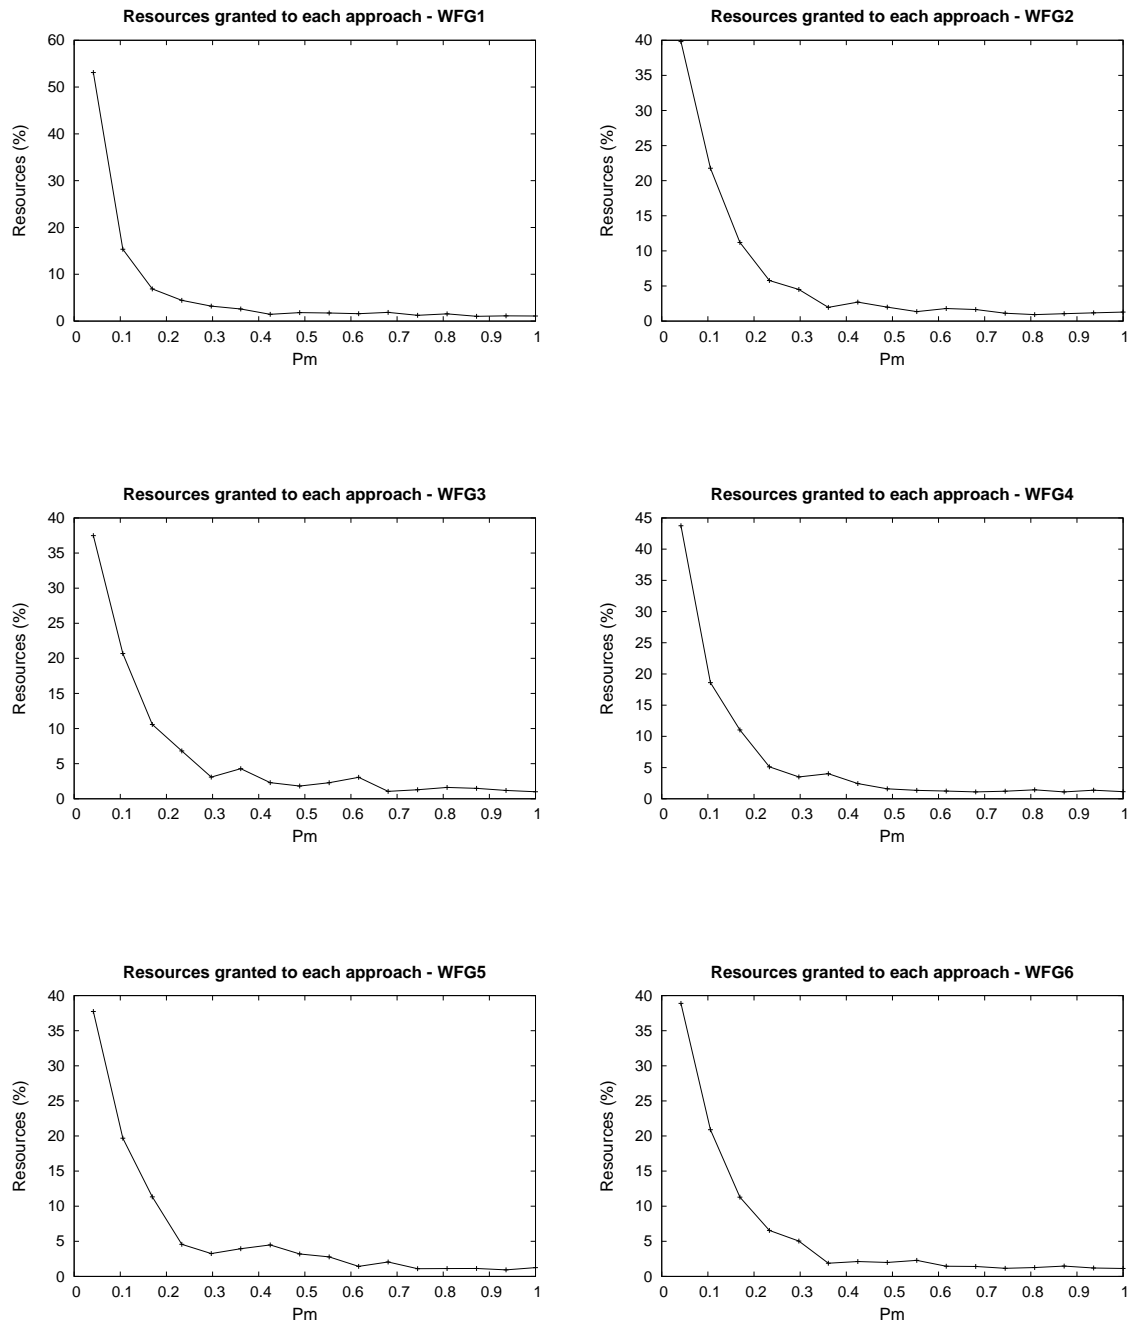 Resources granted to each approach - WFG1
60
50
40
30
20
10
0
Resources (%)
0 0.1 0.2 0.3 0.4 0.5 0.6 0.7 0.8 0.9 1
Pm
Resources granted to each approach - WFG2
40
35
30
25
20
15
10
5
0
Resources (%)
0 0.1 0.2 0.3 0.4 0.5 0.6 0.7 0.8 0.9 1
Pm
Resources granted to each approach - WFG3
40
35
30
25
20
15
10
5
0
Resources (%)
0 0.1 0.2 0.3 0.4 0.5 0.6 0.7 0.8 0.9 1
Pm
Resources granted to each approach - WFG4
45
40
35
30
25
20
15
10
5
0
Resources (%)
0 0.1 0.2 0.3 0.4 0.5 0.6 0.7 0.8 0.9 1
Pm
Resources granted to each approach - WFG5
40
35
30
25
20
15
10
5
0
Resources (%)
0 0.1 0.2 0.3 0.4 0.5 0.6 0.7 0.8 0.9 1
Pm
Resources granted to each approach - WFG6
40
35
30
25
20
15
10
5
0
Resources (%)
0 0.1 0.2 0.3 0.4 0.5 0.6 0.7 0.8 0.9 1
Pm